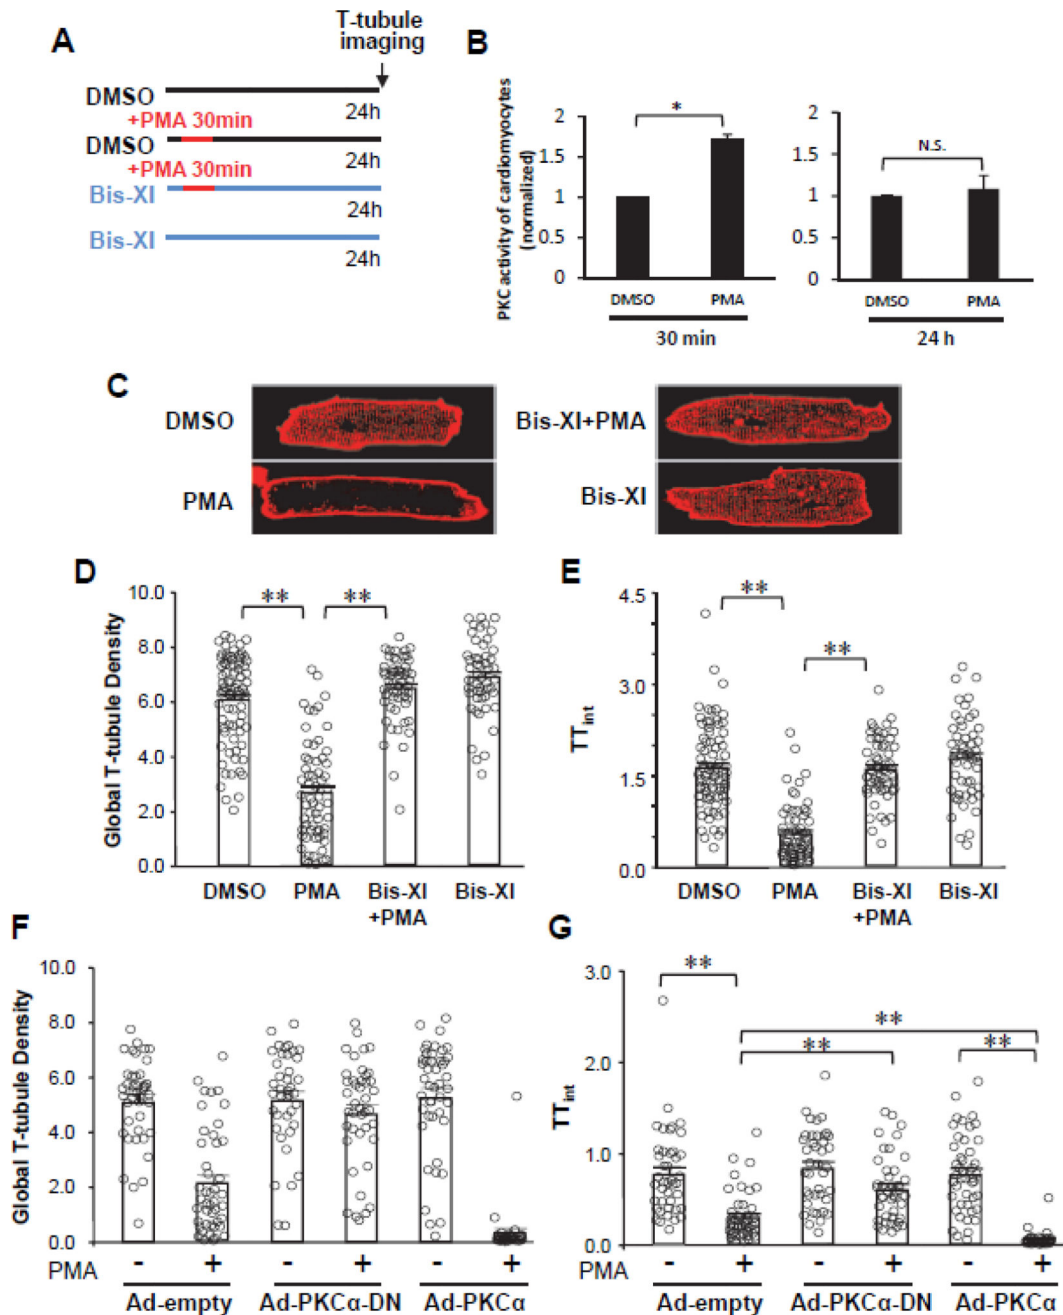 A
T-tubule
imaging
DMSO
24h
+PMA 30min
DMSO
24h
+PMA 30min
Bis-XI
24h
Bis-XI
24h
B
PKC activity of cardiomyocytes
(normalized)
2
1.5
1
0.5
0
*
DMSO
PMA
30 min
2
1.5
1
0.5
0
N.S.
DMSO
PMA
24 h
C
DMSO
PMA
Bis-XI+PMA
Bis-XI
D
Global T-tubule Density
10.0
8.0
6.0
4.0
2.0
0.0
**
**
DMSO
PMA
Bis-XI
+PMA
Bis-XI
E
TTint
4.5
3.0
1.5
0.0
**
**
DMSO
PMA
Bis-XI
+PMA
Bis-XI
F
Global T-tubule Density
10.0
8.0
6.0
4.0
2.0
0.0
PMA - + - + - +
Ad-empty Ad-PKCα-DN Ad-PKCα
G
TTint
3.0
2.0
1.0
0.0
**
**
**
**
PMA - + - + - +
Ad-empty Ad-PKCα-DN Ad-PKCα